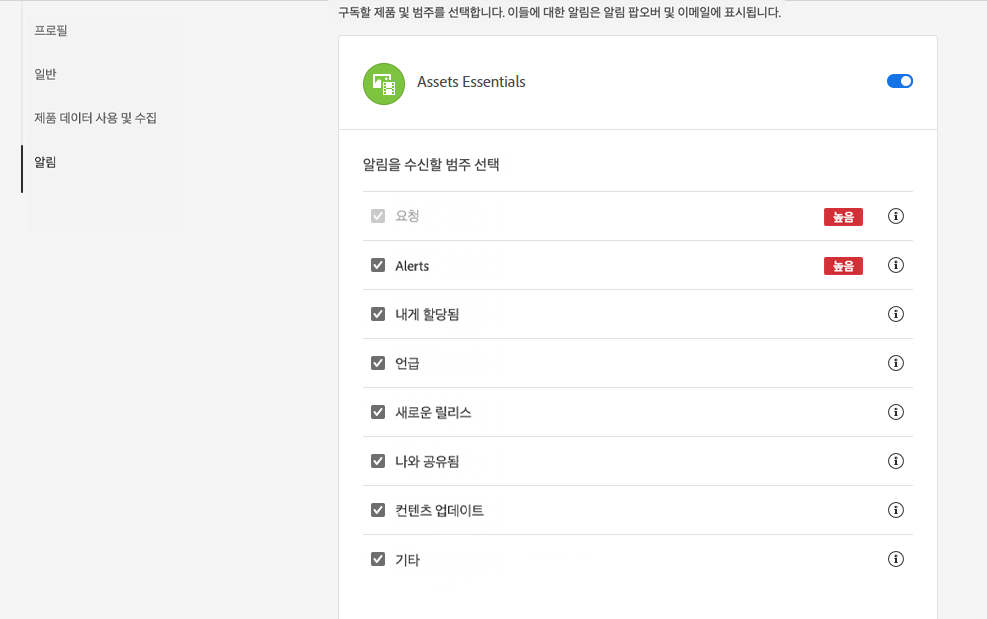 구독할 제품 및 범주를 선택합니다. 이들에 대한 알림은 알림 팝오버 및 이메일에 표시됩니다.
프로필
일반
제품 데이터 사용 및 수집
알림
Assets Essentials
알림을 수신할 범주 선택
요청 높음
Alerts 높음
내게 할당됨
언급
새로운 릴리스
나와 공유됨
컨텐츠 업데이트
기타